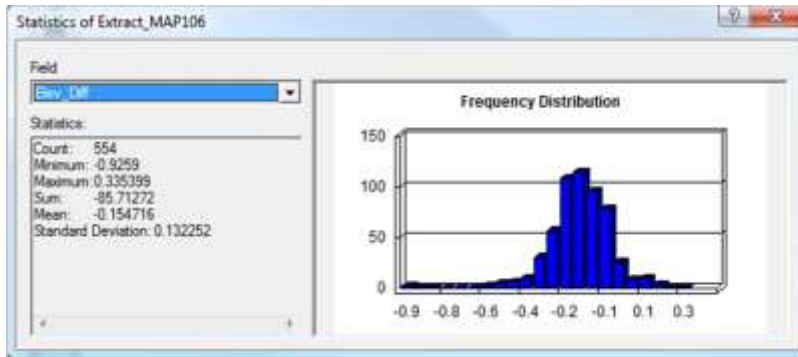 Statistics of Extract_MAP106
Field
Elev_Diff
Statistics:
Count: 554
Minimum: -0.9259
Maximum: 0.335399
Sum: -85.71272
Mean: -0.154716
Standard Deviation: 0.132252
Frequency Distribution
150
100
50
0
-0.9 -0.8 -0.6 -0.4 -0.2 -0.1 0.1 0.3